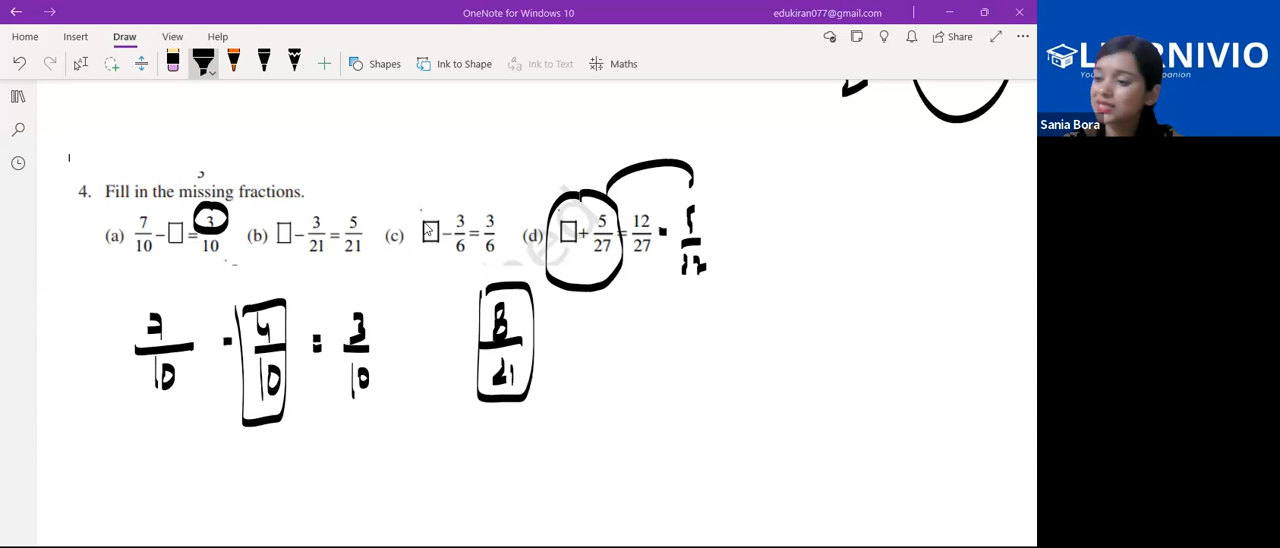 OneNote for Windows 10
edukiran077@gmail.com
Home Insert Draw View Help
Shapes Ink to Shape Ink to Text Maths Share
Sania Bora
4. Fill in the missing fractions.
(a) 7/10 − □ = 3/10 (b) □ − 3/21 = 5/21 (c) □ − 3/6 = 3/6 (d) □ + 5/27 = 12/27 -
7/10 - 4/10 = 3/10 8/21